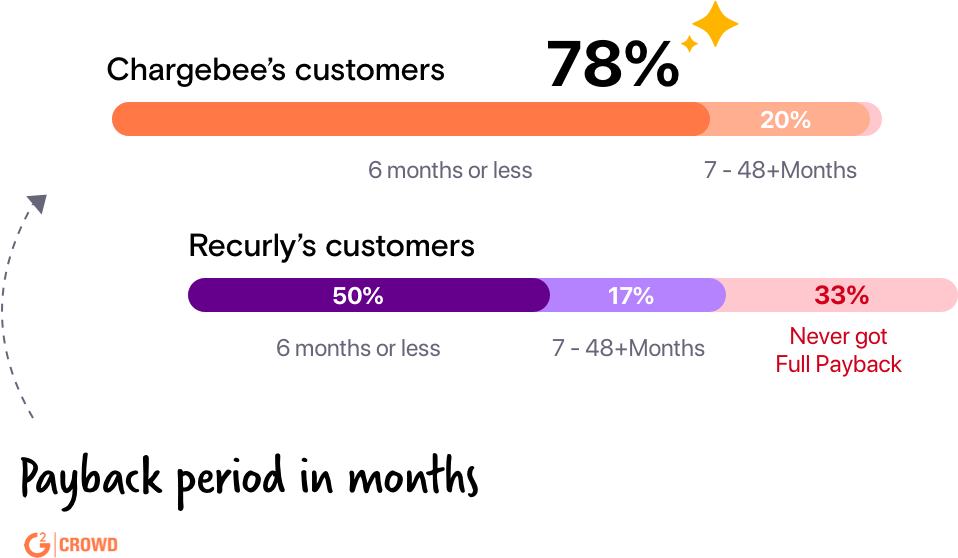 Chargebee’s customers
78%
20%
6 months or less
7 - 48+Months
Recurly’s customers
50%
17%
33%
6 months or less
7 - 48+Months
Never got
Full Payback
Payback period in months
G2 | CROWD